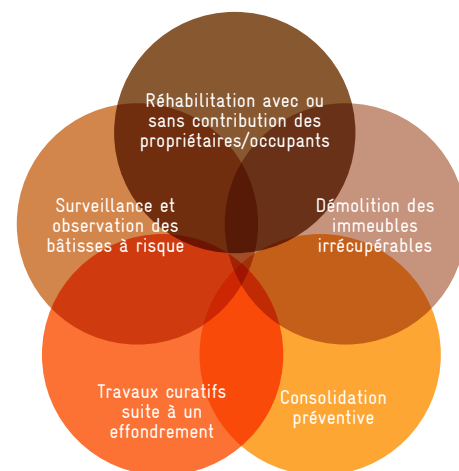 Réhabilitation avec ou
sans contribution des
propriétaires/occupants
Surveillance et
observation des
bâtisses à risque
Démolition des
immeubles
irrécupérables
Travaux curatifs
suite à un
effondrement
Consolidation
préventive